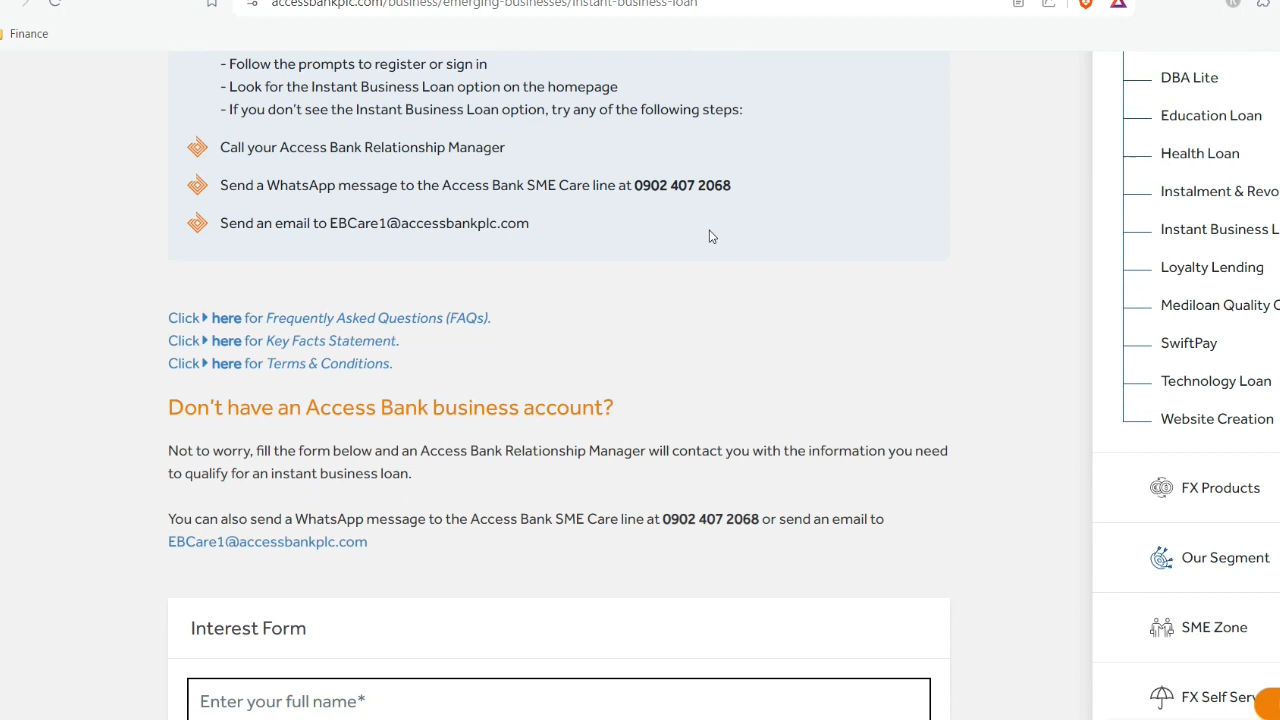 accessbankplc.com/business/emerging-businesses/instant-business-loan
Finance
- Follow the prompts to register or sign in
- Look for the Instant Business Loan option on the homepage
- If you don't see the Instant Business Loan option, try any of the following steps:
Call your Access Bank Relationship Manager
Send a WhatsApp message to the Access Bank SME Care line at 0902 407 2068
Send an email to EBCare1@accessbankplc.com
Click here for Frequently Asked Questions (FAQs).
Click here for Key Facts Statement.
Click here for Terms & Conditions.
Don't have an Access Bank business account?
Not to worry, fill the form below and an Access Bank Relationship Manager will contact you with the information you need
to qualify for an instant business loan.
You can also send a WhatsApp message to the Access Bank SME Care line at 0902 407 2068 or send an email to
EBCare1@accessbankplc.com
Interest Form
Enter your full name*
DBA Lite
Education Loan
Health Loan
Instalment & Revo
Instant Business L
Loyalty Lending
Mediloan Quality C
SwiftPay
Technology Loan
Website Creation
FX Products
Our Segment
SME Zone
FX Self Serv